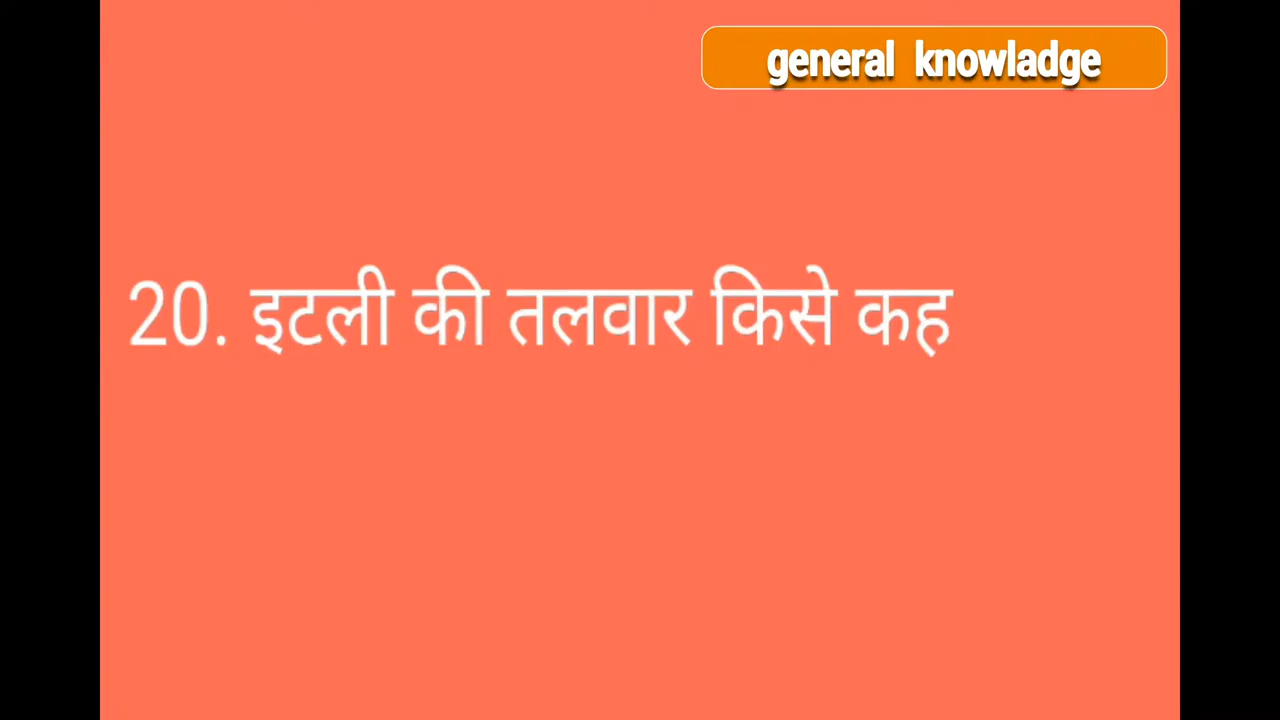 general knowladge
20. इटली की तलवार किसे कह